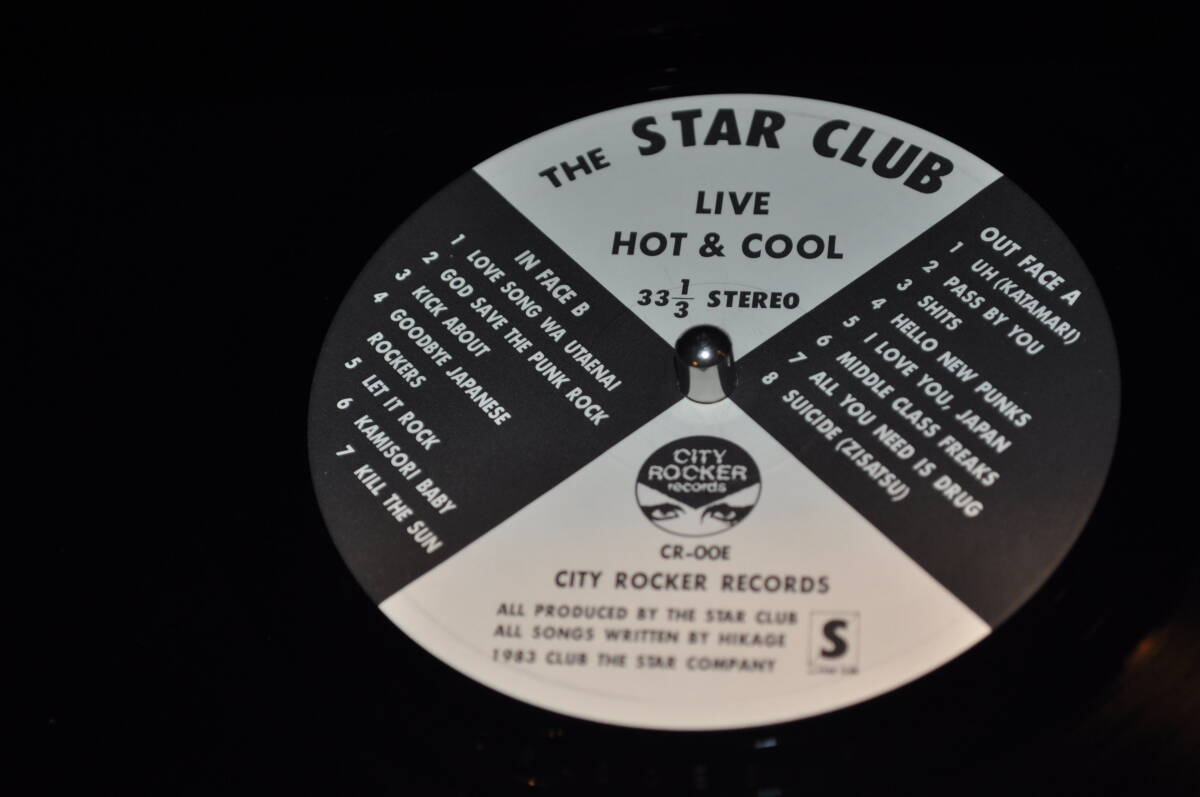 THE STAR CLUB
LIVE
HOT & COOL
33 1/3 STEREO
IN FACE B
1 LOVE SONG WA UTAENAI
2 GOD SAVE THE PUNK ROCK
3 KICK ABOUT
4 GOODBYE JAPANESE
ROCKERS
5 LET IT ROCK
6 KAMISORI BABY
7 KILL THE SUN
OUT FACE A
1 UH (KATAMARI)
2 PASS BY YOU
3 SHITS
4 HELLO NEW PUNKS
5 I LOVE YOU, JAPAN
6 MIDDLE CLASS FREAKS
7 ALL YOU NEED IS DRUG
8 SUICIDE (ZISATSU)
CITY
ROCKER
records
CR-00E
CITY ROCKER RECORDS
ALL PRODUCED BY THE STAR CLUB
ALL SONGS WRITTEN BY HIKAGE
1983 CLUB THE STAR COMPANY
S